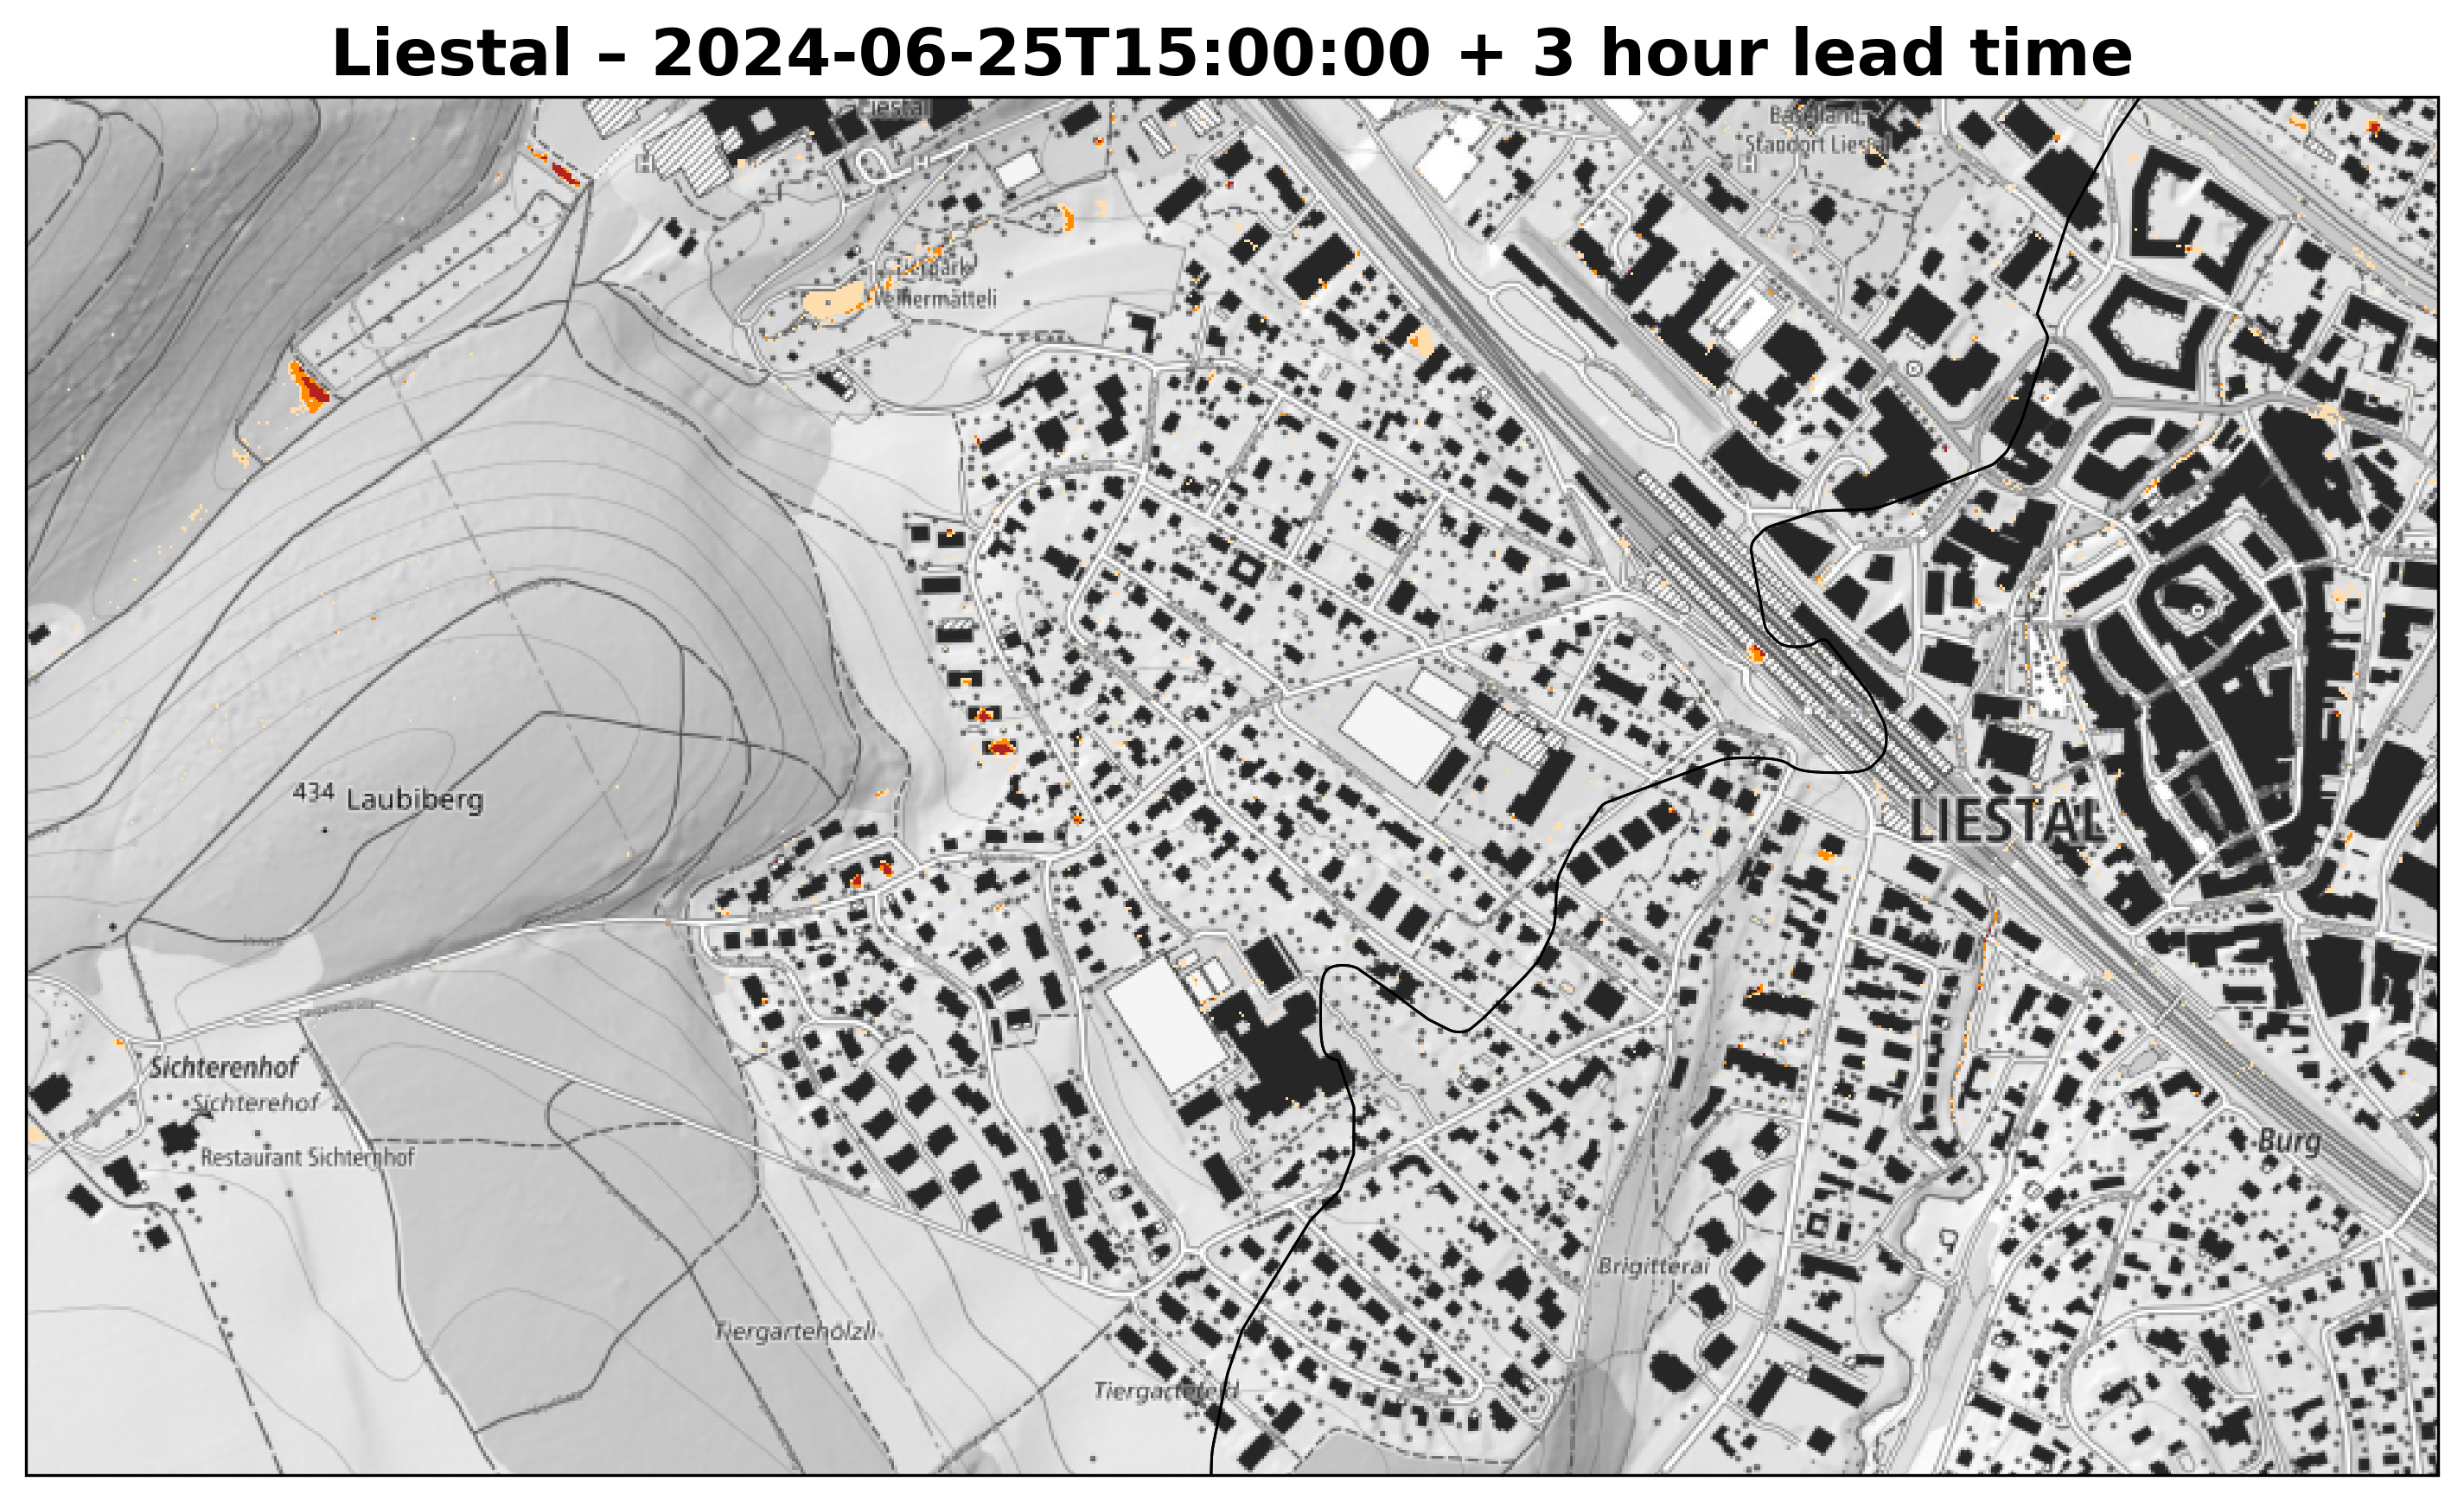 Liestal – 2024-06-25T15:00:00 + 3 hour lead time
Liestal
Baselland,
Standort Liestal
H
H
H
Tierpark
Weihermätteli
434 Laubiberg
LIESTAL
Sichterenhof
Sichterehof
Restaurant Sichternhof
Burg
Brigitterai
Tiergartehölzli
Tiergartefeld